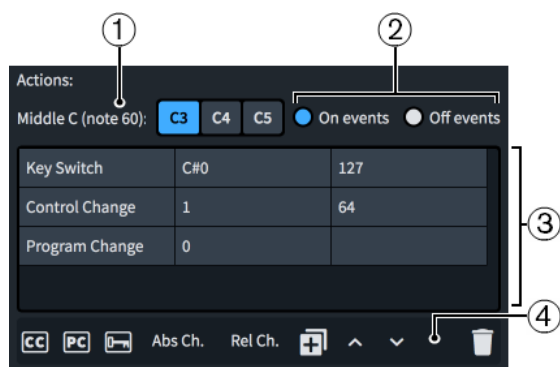 1 2
Actions:
Middle C (note 60): C3 C4 C5 On events Off events
Key Switch C#0 127
Control Change 1 64
Program Change 0
3
4
CC PC Abs Ch. Rel Ch.